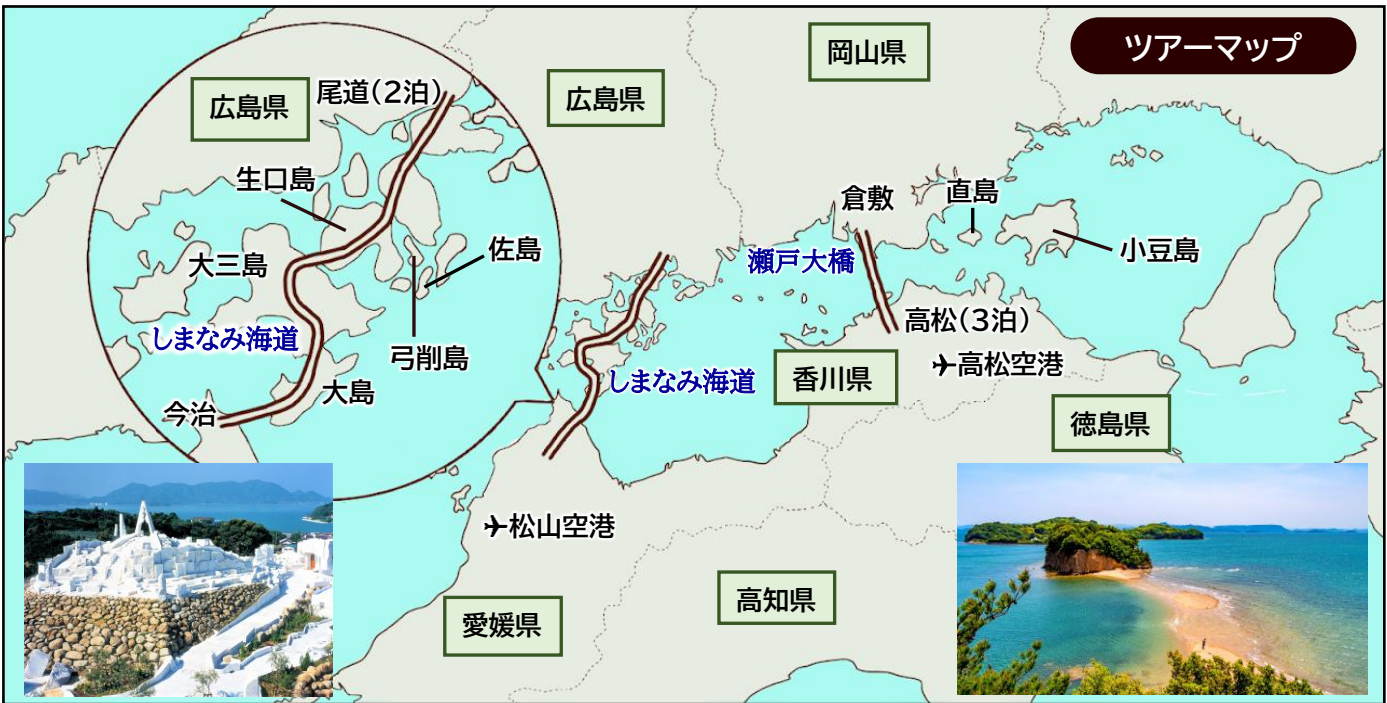 ツアーマップ
岡山県
広島県
広島県
尾道(2泊)
生口島
大三島
佐島
しまなみ海道
弓削島
大島
今治
しまなみ海道
瀬戸大橋
倉敷
直島
小豆島
高松(3泊)
高松空港
香川県
徳島県
松山空港
愛媛県
高知県